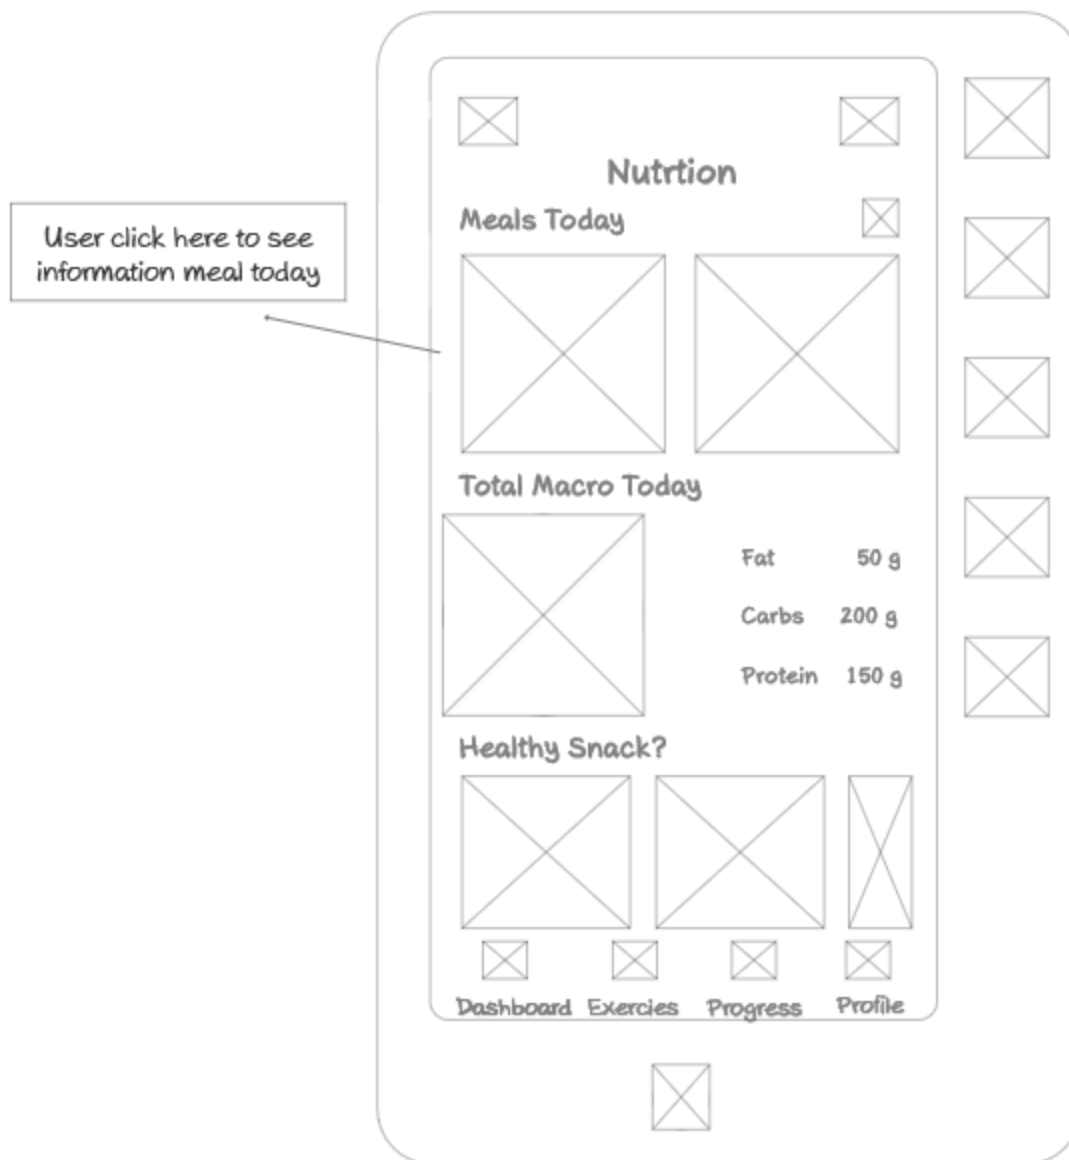 Nutrtion
Meals Today
User click here to see
information meal today
Total Macro Today
Fat 50 g
Carbs 200 g
Protein 150 g
Healthy Snack?
Dashboard Exercies Progress Profile